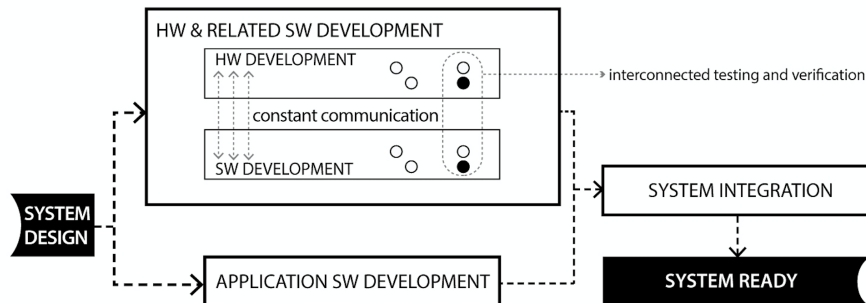 HW & RELATED SW DEVELOPMENT
HW DEVELOPMENT
interconnected testing and verification
constant communication
SW DEVELOPMENT
SYSTEM
DESIGN
SYSTEM INTEGRATION
APPLICATION SW DEVELOPMENT
SYSTEM READY